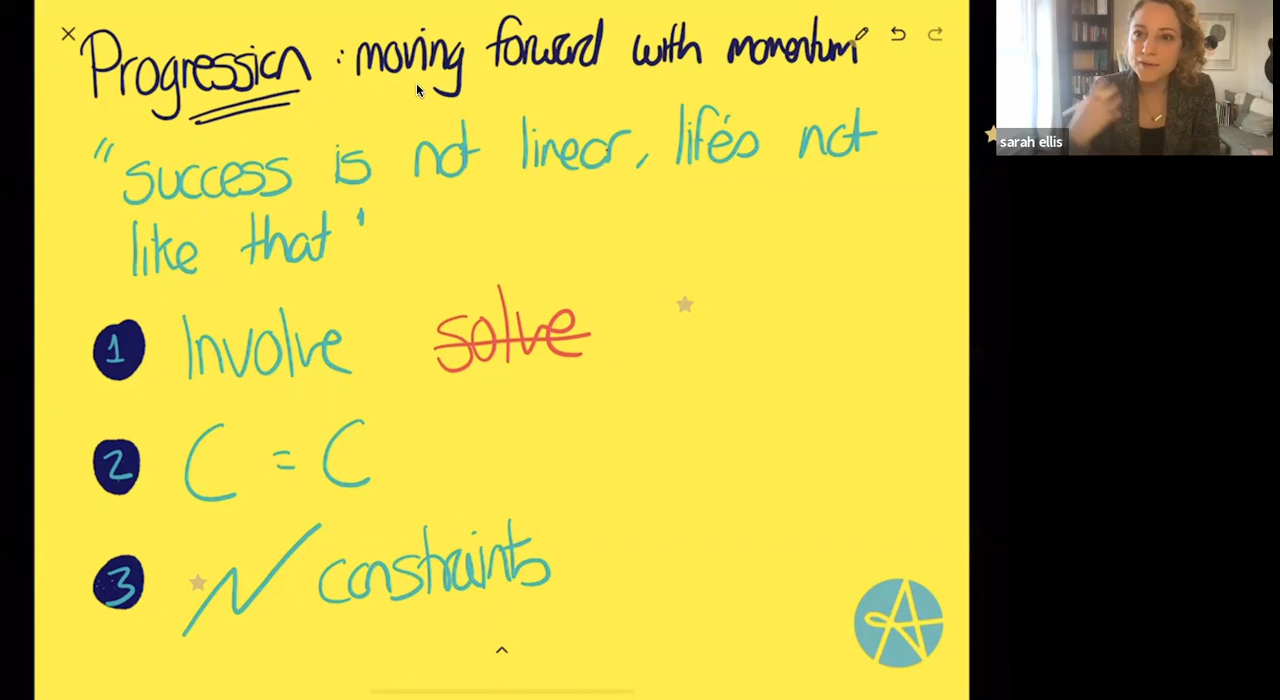 Progression : moving forward with momentum
"success is not linear, life's not
like that'
1 Involve solve
2 C = C
3 constraints
sarah ellis